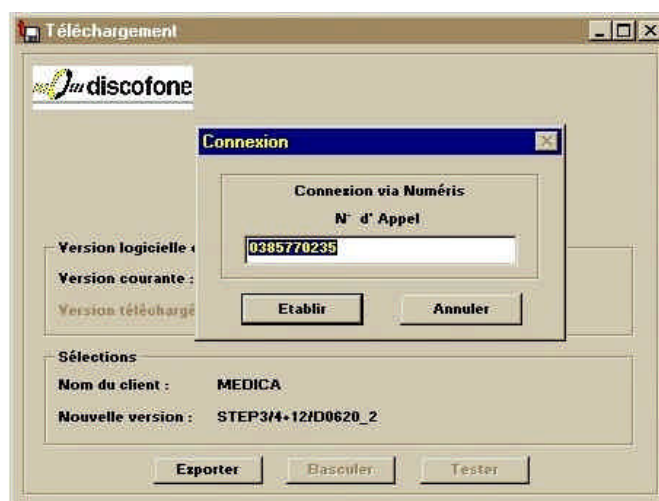 Téléchargement
discofone
Connexion
Connexion via Numéris
N° d' Appel
0385770235
Etablir
Annuler
Version logicielle
Version courante :
Version télécharg
Sélections
Nom du client : MEDICA
Nouvelle version : STEP3/4+12/D0620_2
Exporter
Basculer
Tester